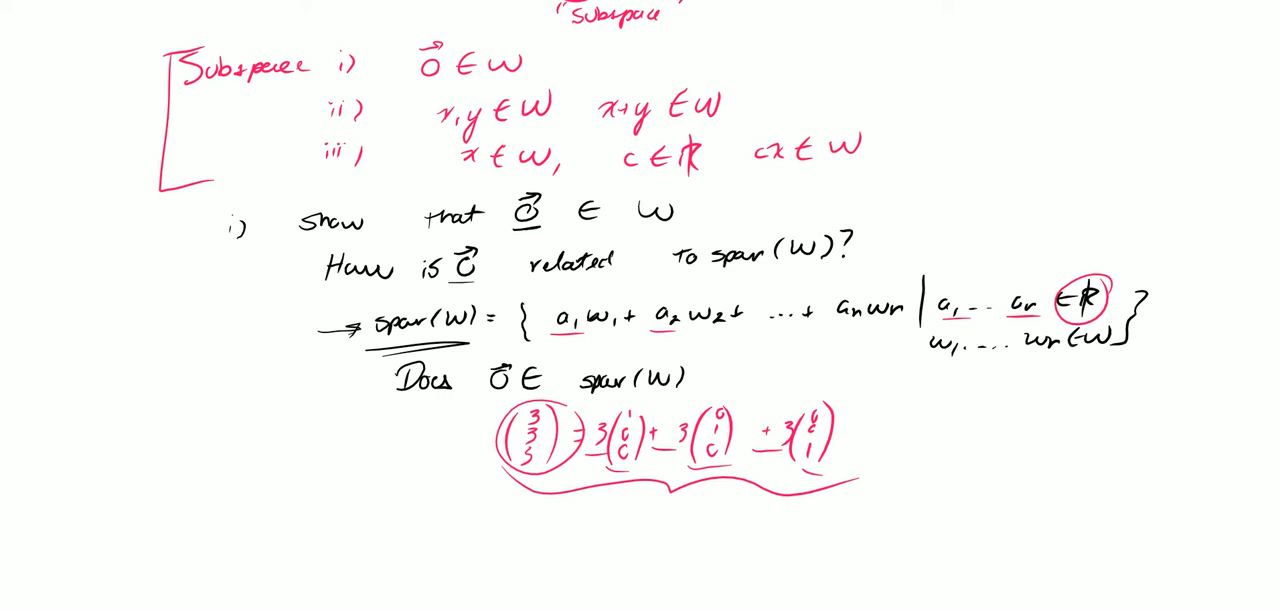 "Subspace"
Subspace i) 0⃗ ∈ W
ii) x, y ∈ W x+y ∈ W
iii) x ∈ W, c ∈ ℝ cx ∈ W
i) Show that 0⃗ ∈ W
How is 0⃗ related to span(W)?
→ span(W) = { a₁w₁ + a₂w₂ + ... + anwn | a₁... an ∈ ℝ
w₁. ... wn ∈ W }
Does 0⃗ ∈ span(W)
(3 3 3) = 3(1 0 0) + 3(0 1 0) + 3(0 0 1)